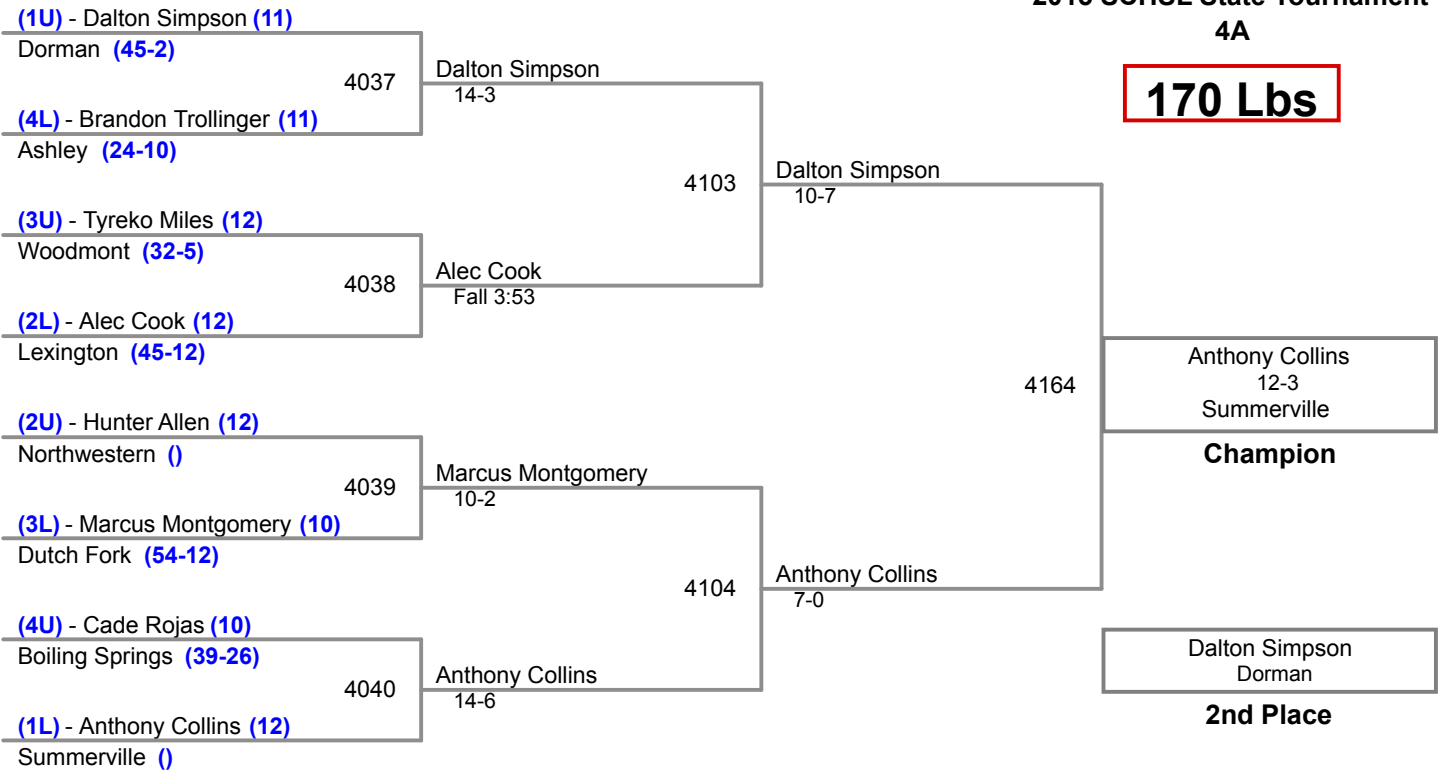 2016 SCHSL State Tournament
4A
170 Lbs
(1U) - Dalton Simpson (11)
Dorman (45-2)
4037
(4L) - Brandon Trollinger (11)
Ashley (24-10)
(3U) - Tyreko Miles (12)
Woodmont (32-5)
4038
(2L) - Alec Cook (12)
Lexington (45-12)
(2U) - Hunter Allen (12)
Northwestern ()
4039
(3L) - Marcus Montgomery (10)
Dutch Fork (54-12)
(4U) - Cade Rojas (10)
Boiling Springs (39-26)
4040
(1L) - Anthony Collins (12)
Summerville ()
Dalton Simpson
14-3
4103
Alec Cook
Fall 3:53
Marcus Montgomery
10-2
4104
Anthony Collins
14-6
Dalton Simpson
10-7
4164
Anthony Collins
7-0
Anthony Collins
12-3
Summerville
Champion
Dalton Simpson
Dorman
2nd Place